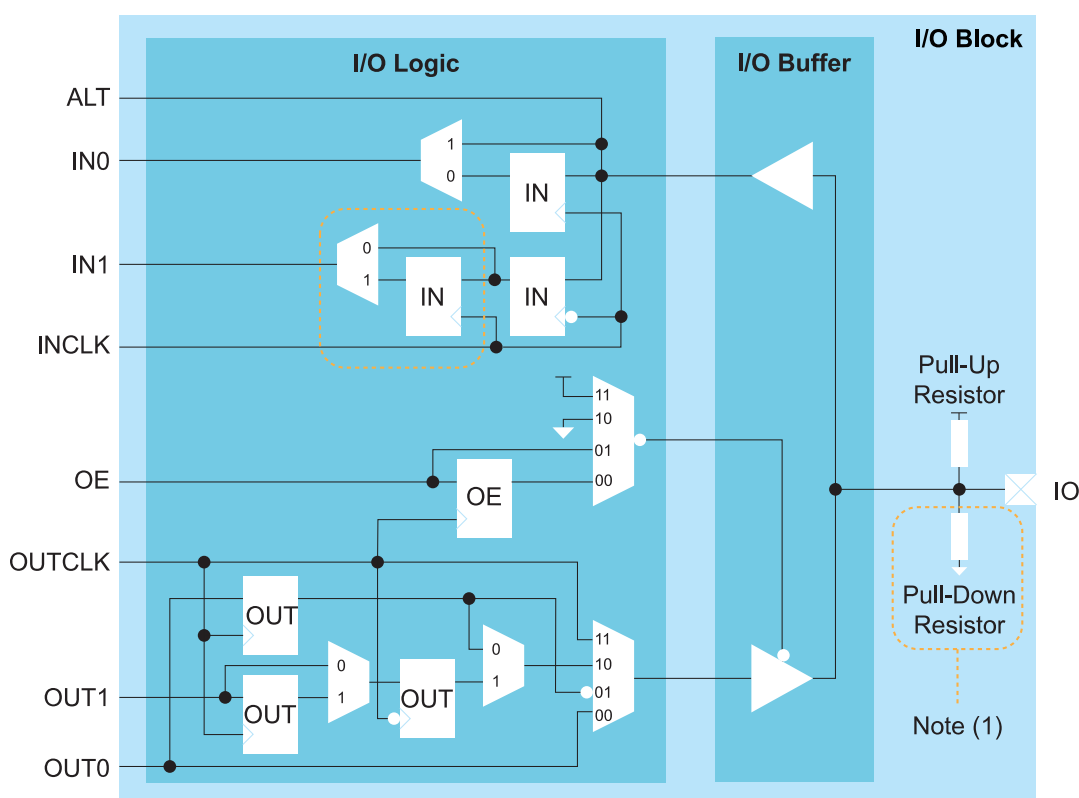 I/O Block
I/O Logic
I/O Buffer
ALT
1
IN0
0
IN
0
IN1
1
IN
IN
INCLK
Pull-Up
Resistor
11
10
01
OE
00
OE
IO
OUTCLK
OUT
Pull-Down
Resistor
11
0
0
10
1
OUT1
1
OUT
OUT
01
00
Note (1)
OUT0